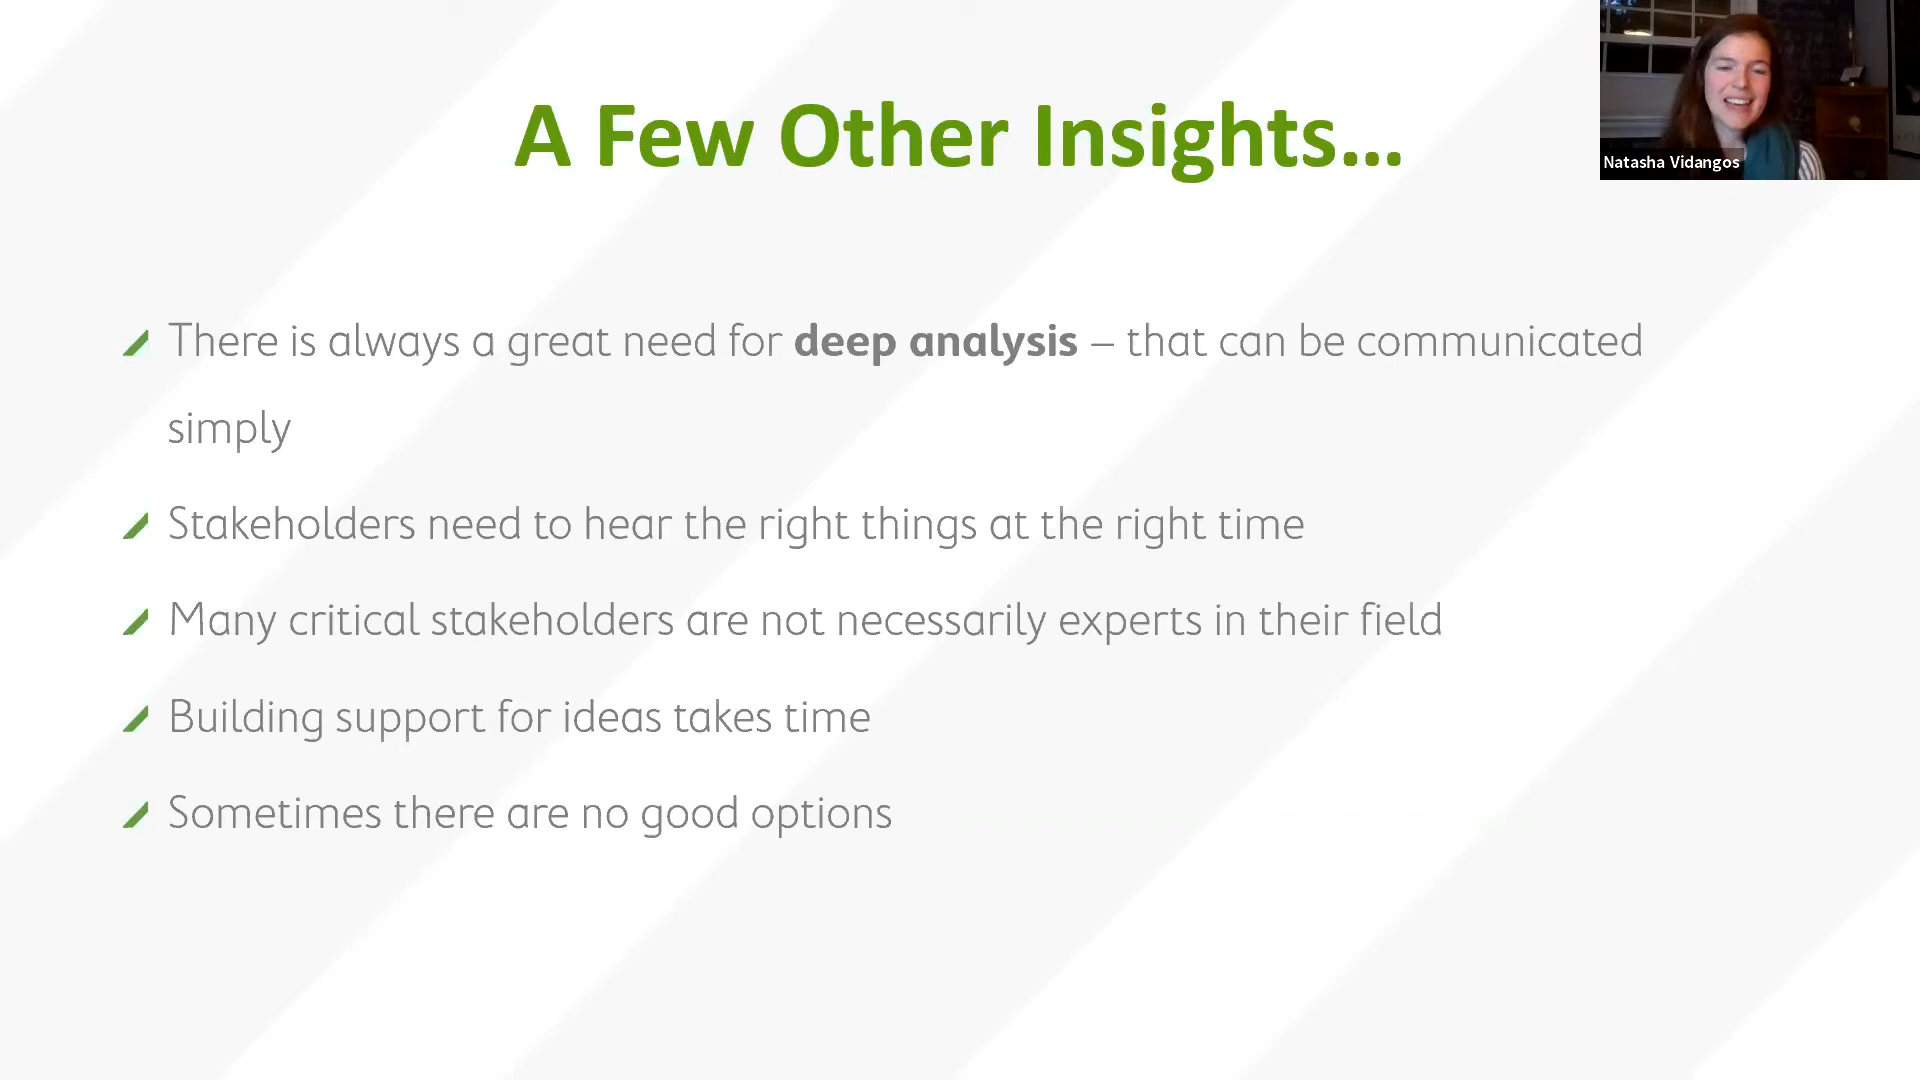 A Few Other Insights...
Natasha Vidangos
There is always a great need for deep analysis – that can be communicated
simply
Stakeholders need to hear the right things at the right time
Many critical stakeholders are not necessarily experts in their field
Building support for ideas takes time
Sometimes there are no good options